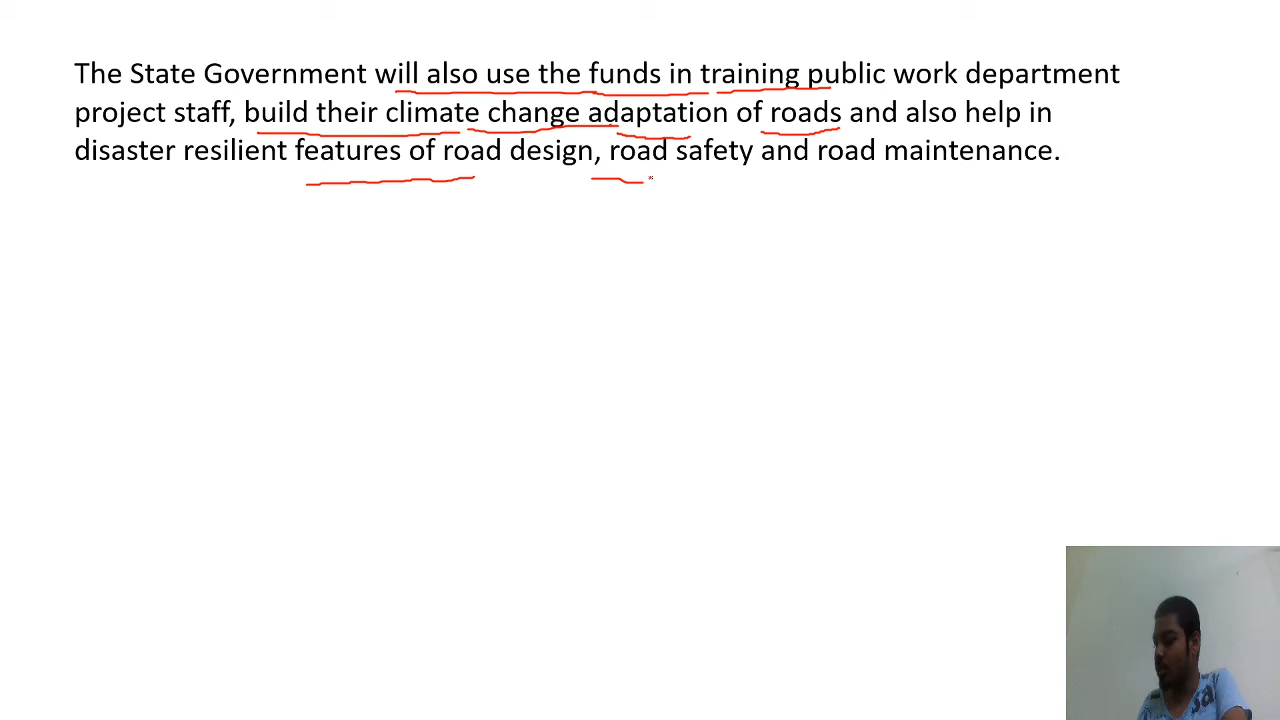 The State Government will also use the funds in training public work department
project staff, build their climate change adaptation of roads and also help in
disaster resilient features of road design, road safety and road maintenance.